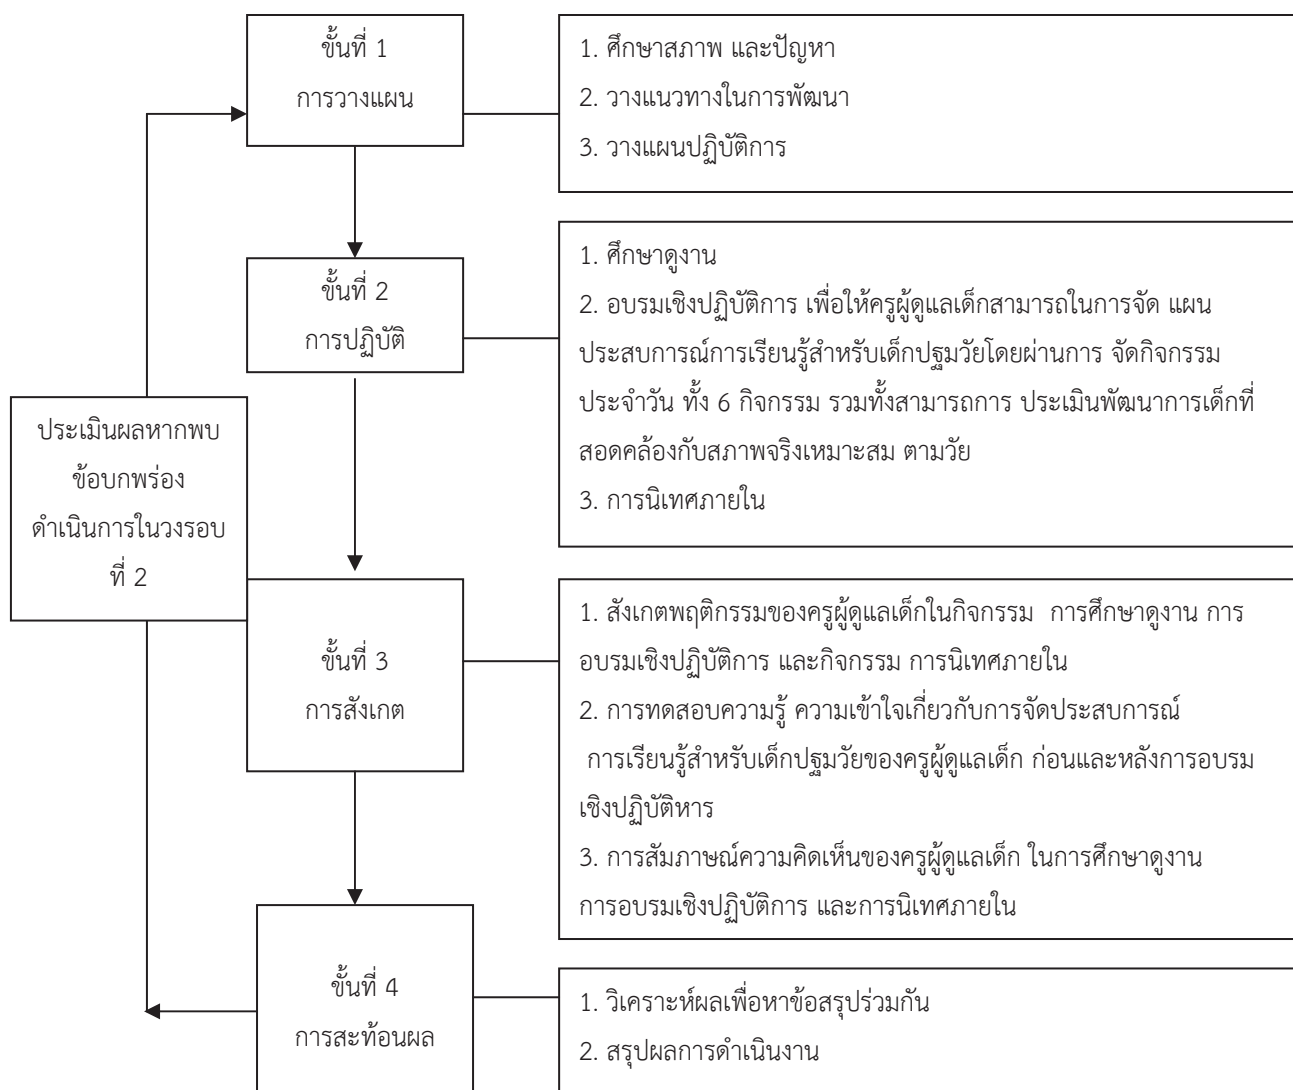 ขั้นที่ 1
การวางแผน
1. ศึกษาสภาพ และปัญหา
2. วางแนวทางในการพัฒนา
3. วางแผนปฏิบัติการ
ขั้นที่ 2
การปฏิบัติ
1. ศึกษาดูงาน
2. อบรมเชิงปฏิบัติการ เพื่อให้ครูผู้ดูแลเด็กสามารถในการจัด แผน
ประสบการณ์การเรียนรู้สำหรับเด็กปฐมวัยโดยผ่านการ จัดกิจกรรม
ประจำวัน ทั้ง 6 กิจกรรม รวมทั้งสามารถการ ประเมินพัฒนาการเด็กที่
สอดคล้องกับสภาพจริงเหมาะสม ตามวัย
3. การนิเทศภายใน
ประเมินผลหากพบ
ข้อบกพร่อง
ดำเนินการในวงรอบ
ที่ 2
ขั้นที่ 3
การสังเกต
1. สังเกตพฤติกรรมของครูผู้ดูแลเด็กในกิจกรรม การศึกษาดูงาน การ
อบรมเชิงปฏิบัติการ และกิจกรรม การนิเทศภายใน
2. การทดสอบความรู้ ความเข้าใจเกี่ยวกับการจัดประสบการณ์
การเรียนรู้สำหรับเด็กปฐมวัยของครูผู้ดูแลเด็ก ก่อนและหลังการอบรม
เชิงปฏิบัติหาร
3. การสัมภาษณ์ความคิดเห็นของครูผู้ดูแลเด็ก ในการศึกษาดูงาน
การอบรมเชิงปฏิบัติการ และการนิเทศภายใน
ขั้นที่ 4
การสะท้อนผล
1. วิเคราะห์ผลเพื่อหาข้อสรุปร่วมกัน
2. สรุปผลการดำเนินงาน